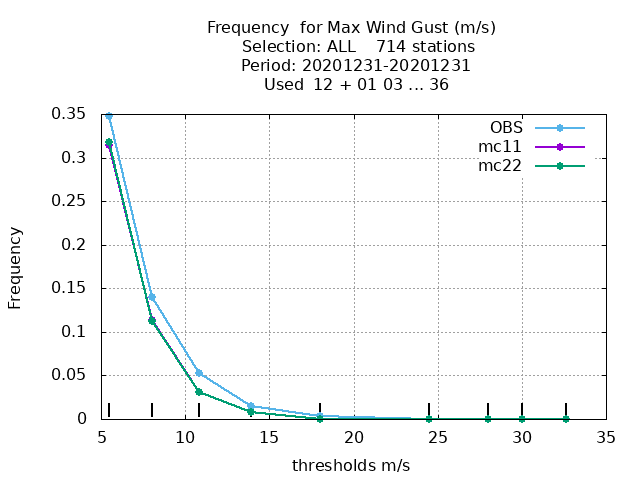 Frequency  for Max Wind Gust (m/s)
Selection: ALL    714 stations
Period: 20201231-20201231
Used  12 + 01 03 ... 36
OBS
mc11
mc22
0.35
0.3
0.25
0.2
0.15
0.1
0.05
0
Frequency
5 10 15 20 25 30 35
thresholds m/s